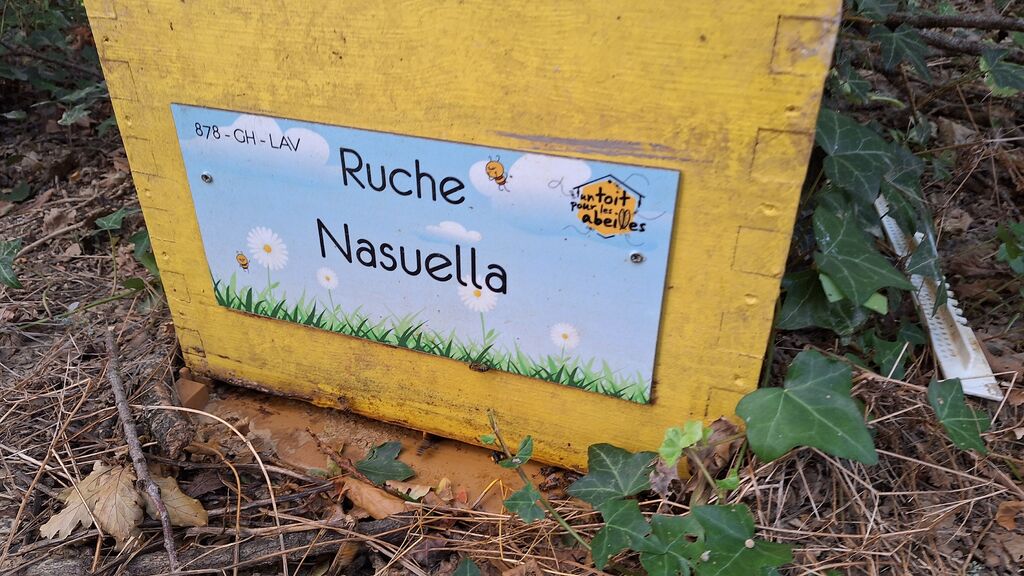 878 - GH - LAV
Ruche
Nasuella
un toit
pour les
abeilles